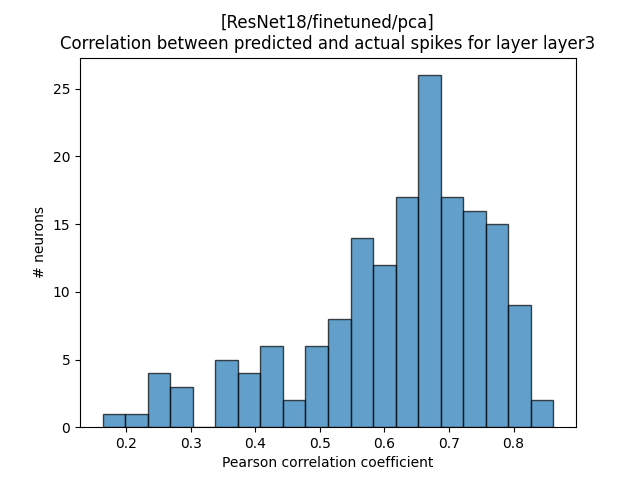 [ResNet18/finetuned/pca]
Correlation between predicted and actual spikes for layer layer3
25
20
15
10
5
0
# neurons
0.2 0.3 0.4 0.5 0.6 0.7 0.8
Pearson correlation coefficient